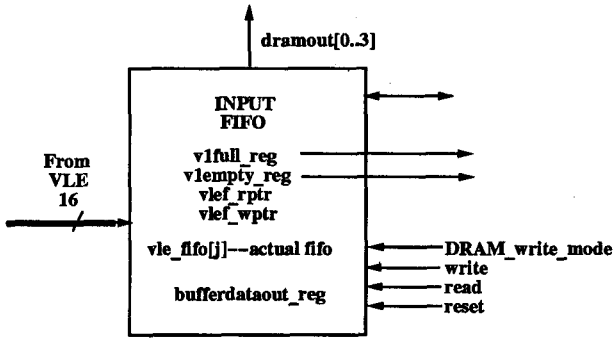 dramout[0..3]
INPUT
FIFO
From
VLE
16
v1full_reg
v1empty_reg
vlef_rptr
vlef_wptr
vle_fifo[j]--actual fifo
bufferdataout_reg
DRAM_write_mode
write
read
reset